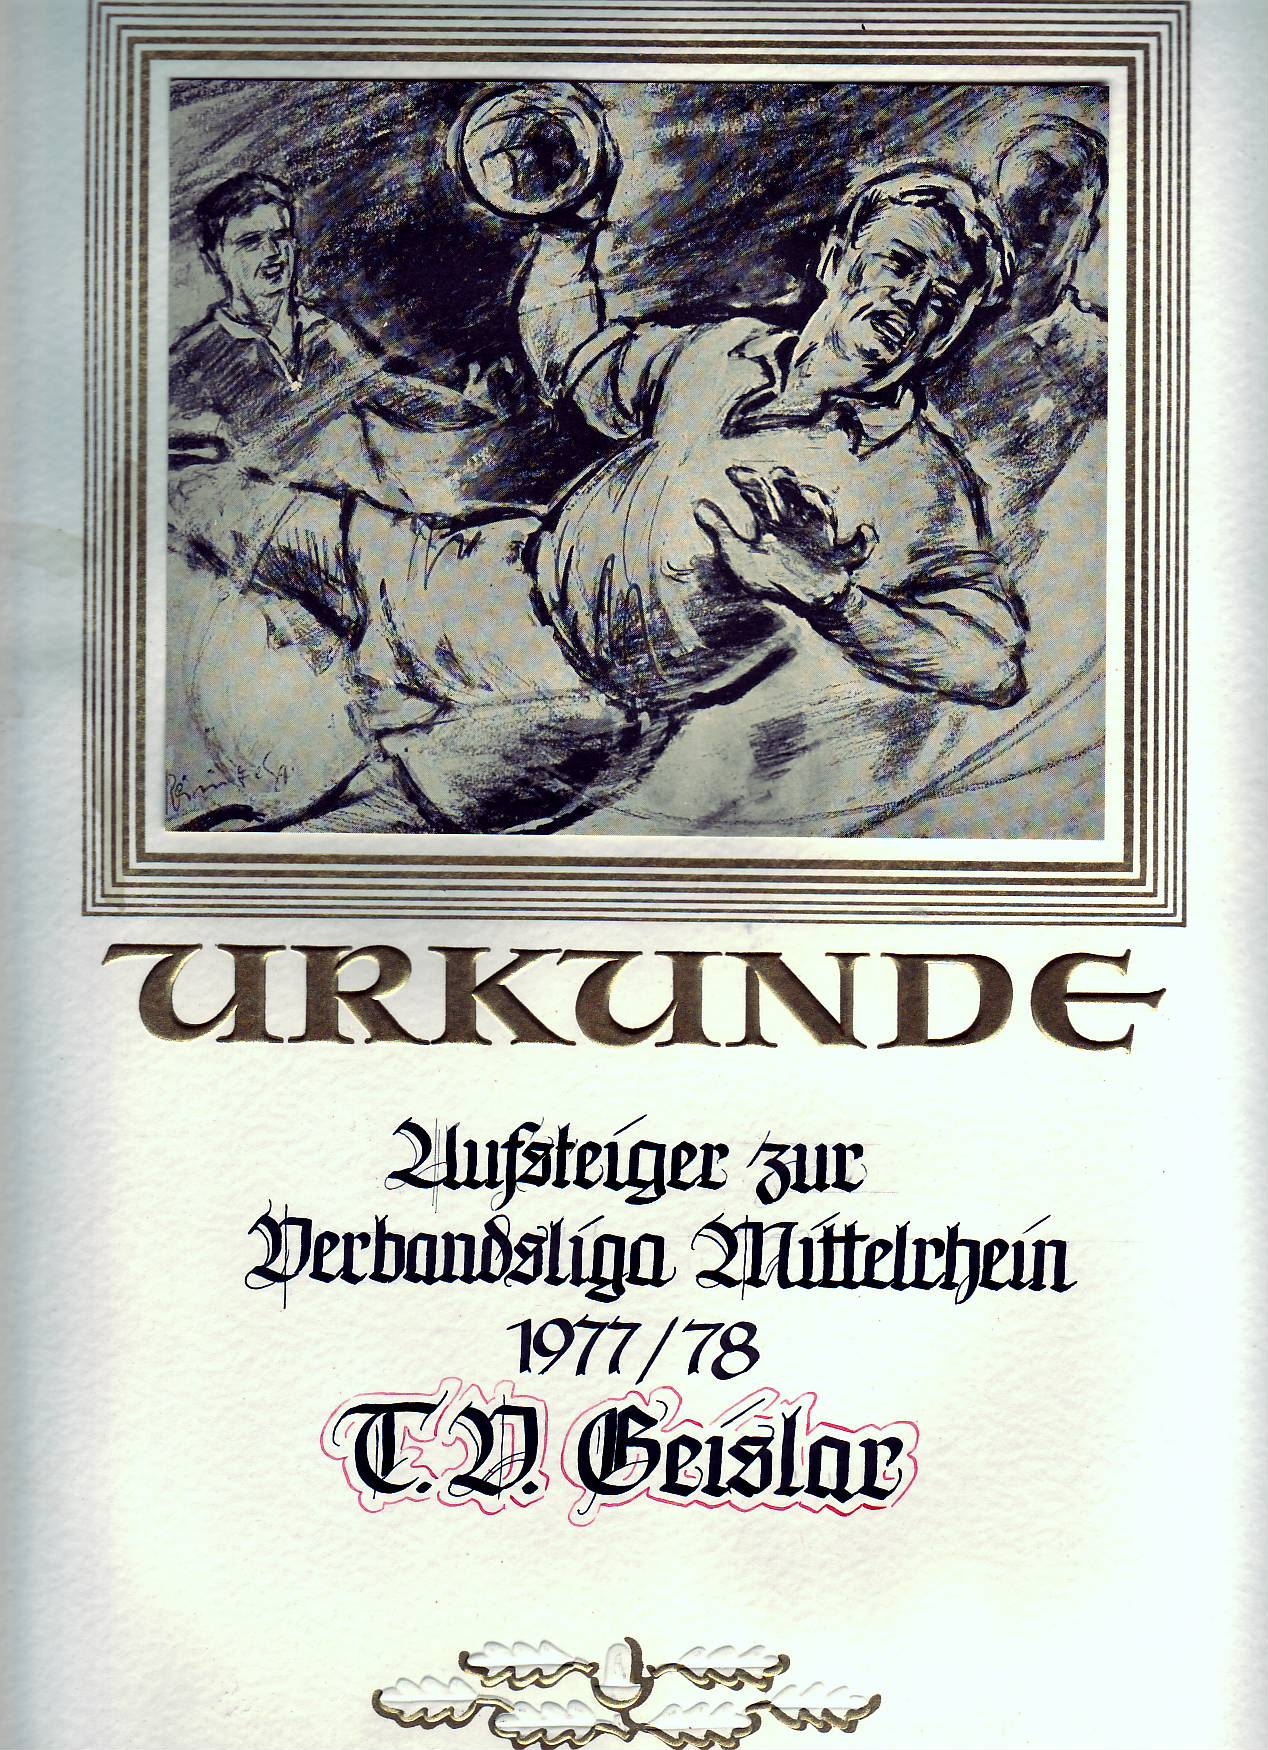 URKUNDE
Aufsteiger zur
Verbandsliga Mittelrhein
1977/78
T.V. Geislar